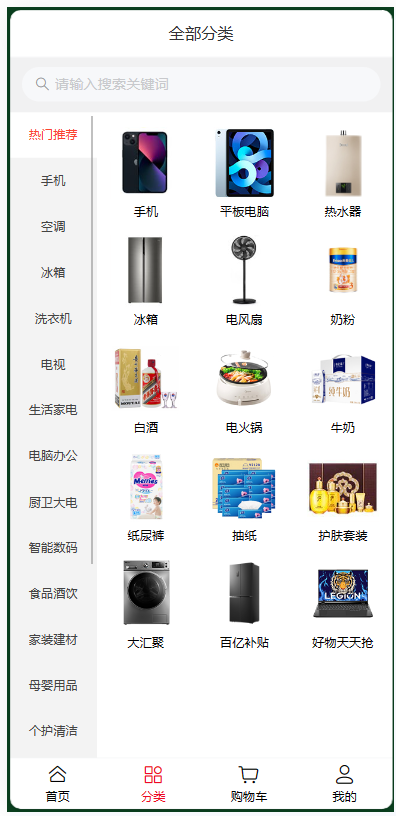 全部分类
请输入搜索关键词
热门推荐
手机
空调
冰箱
洗衣机
电视
生活家电
电脑办公
厨卫大电
智能数码
食品酒饮
家装建材
母婴用品
个护清洁
手机 平板电脑 热水器
冰箱 电风扇 奶粉
白酒 电火锅 牛奶
纯牛奶
Merries
纸尿裤 抽纸 护肤套装
LEGION
大汇聚 百亿补贴 好物天天抢
首页 分类 购物车 我的